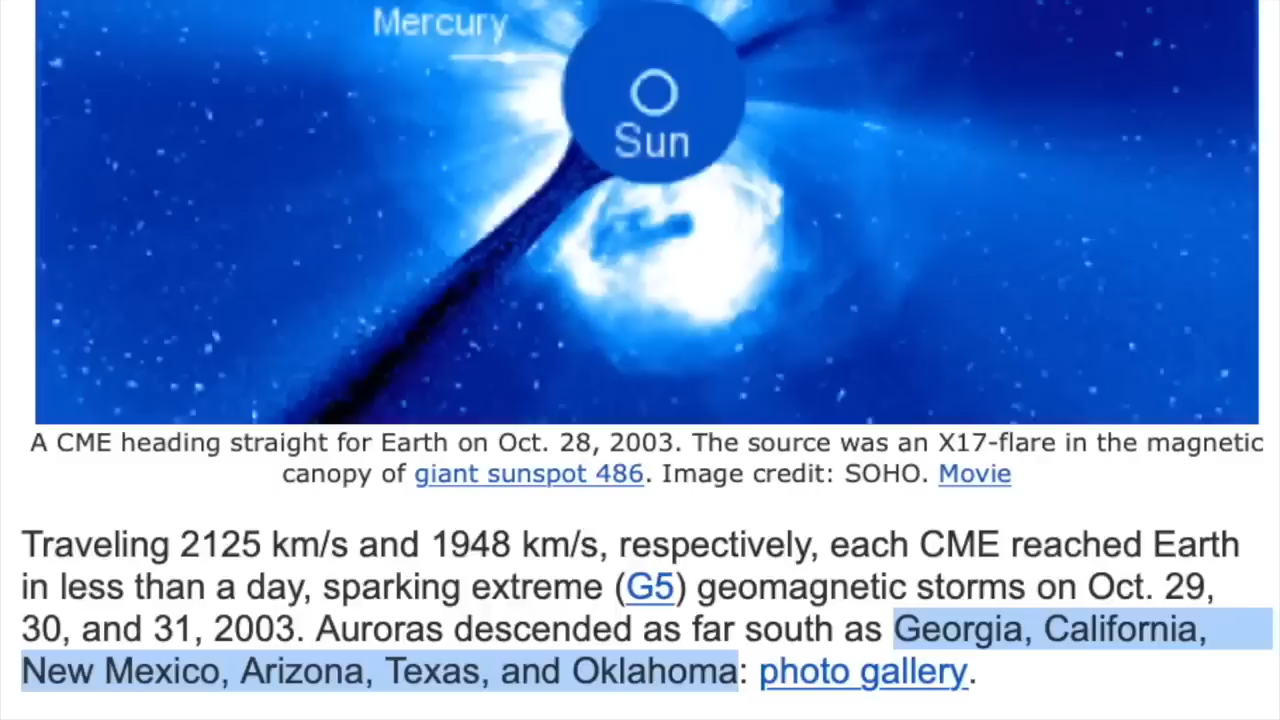 Mercury
Sun
A CME heading straight for Earth on Oct. 28, 2003. The source was an X17-flare in the magnetic
canopy of giant sunspot 486. Image credit: SOHO. Movie
Traveling 2125 km/s and 1948 km/s, respectively, each CME reached Earth
in less than a day, sparking extreme (G5) geomagnetic storms on Oct. 29,
30, and 31, 2003. Auroras descended as far south as Georgia, California,
New Mexico, Arizona, Texas, and Oklahoma: photo gallery.